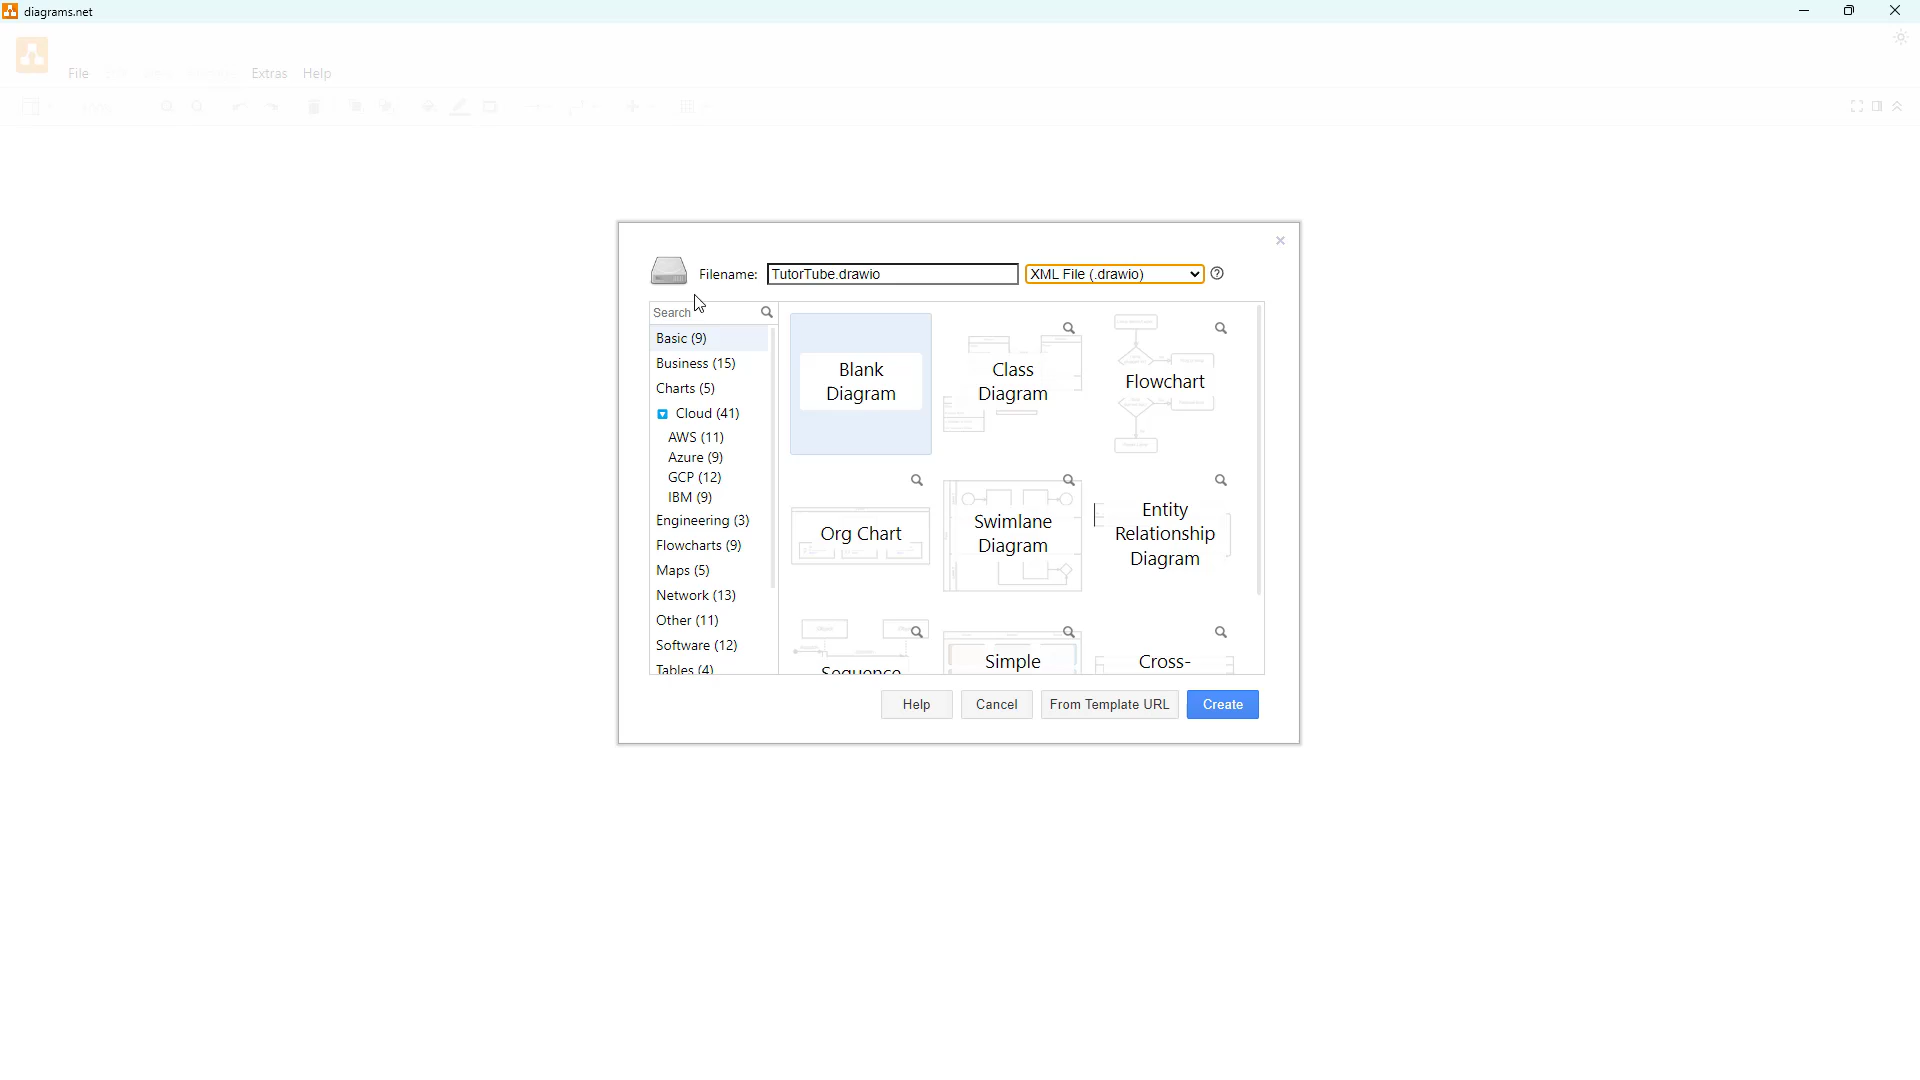 diagrams.net
File Extras Help
Filename: TutorTube.drawio XML File (.drawio)
Search
Basic (9)
Business (15)
Charts (5)
Cloud (41)
AWS (11)
Azure (9)
GCP (12)
IBM (9)
Engineering (3)
Flowcharts (9)
Maps (5)
Network (13)
Other (11)
Software (12)
Tables (4)
Blank
Diagram
Class
Diagram
Flowchart
Org Chart
Swimlane
Diagram
Entity
Relationship
Diagram
Sequence
Simple
Cross-
Help Cancel From Template URL Create